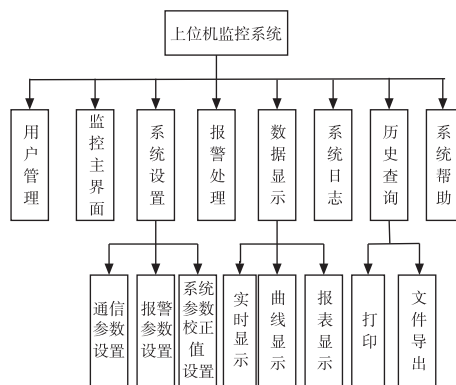 上位机监控系统
用户管理
监控主界面
系统设置
报警处理
数据显示
系统日志
历史查询
系统帮助
通信参数设置
报警参数设置
系统参数校正值设置
实时显示
曲线显示
报表显示
打印
文件导出